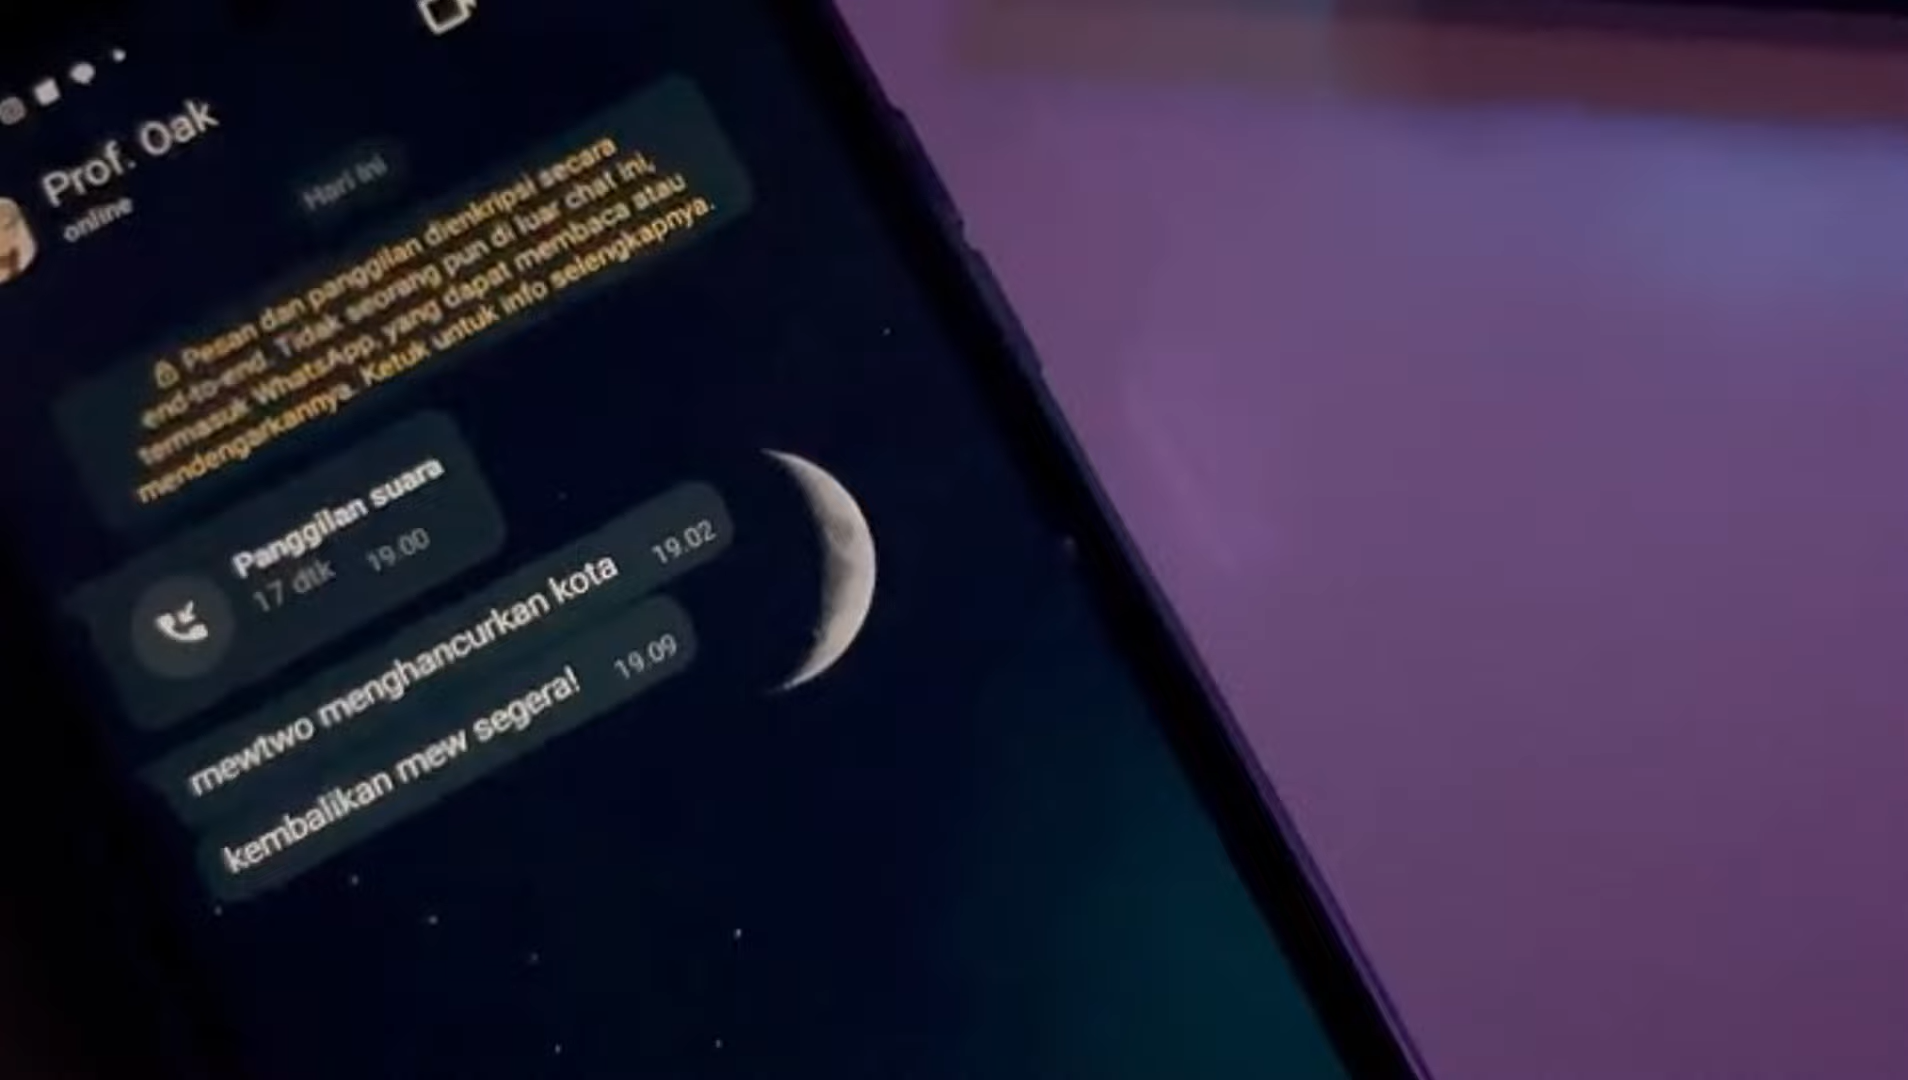 Prof. Oak
online
Hari Ini
Pesan dan panggilan dienkripsi secara
end-to-end. Tidak seorang pun di luar chat ini,
termasuk WhatsApp, yang dapat membaca atau
mendengarkannya. Ketuk untuk info selengkapnya.
Panggilan suara
17 dtk 19.00
mewtwo menghancurkan kota 19.02
kembalikan mew segera! 19.09